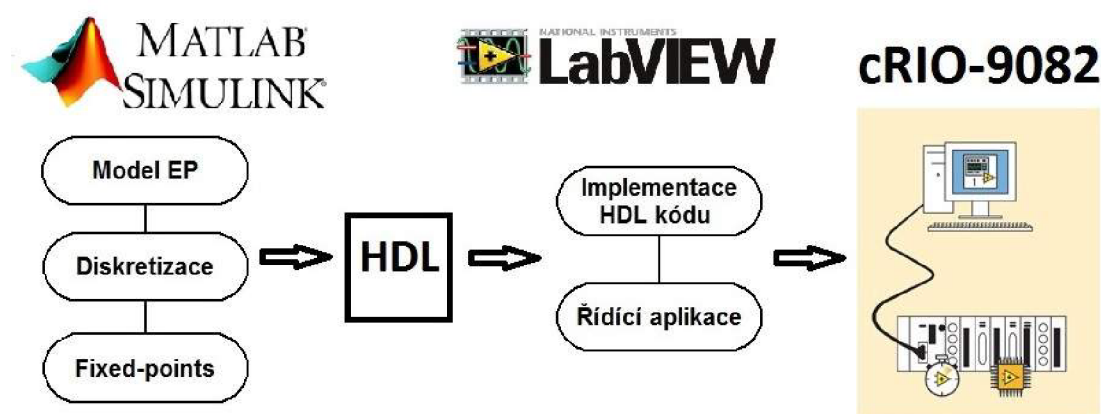 MATLAB
SIMULINK
NATIONAL INSTRUMENTS
LabVIEW
cRIO-9082
Model EP
Diskretizace
Fixed-points
HDL
Implementace
HDL kódu
Řídící aplikace